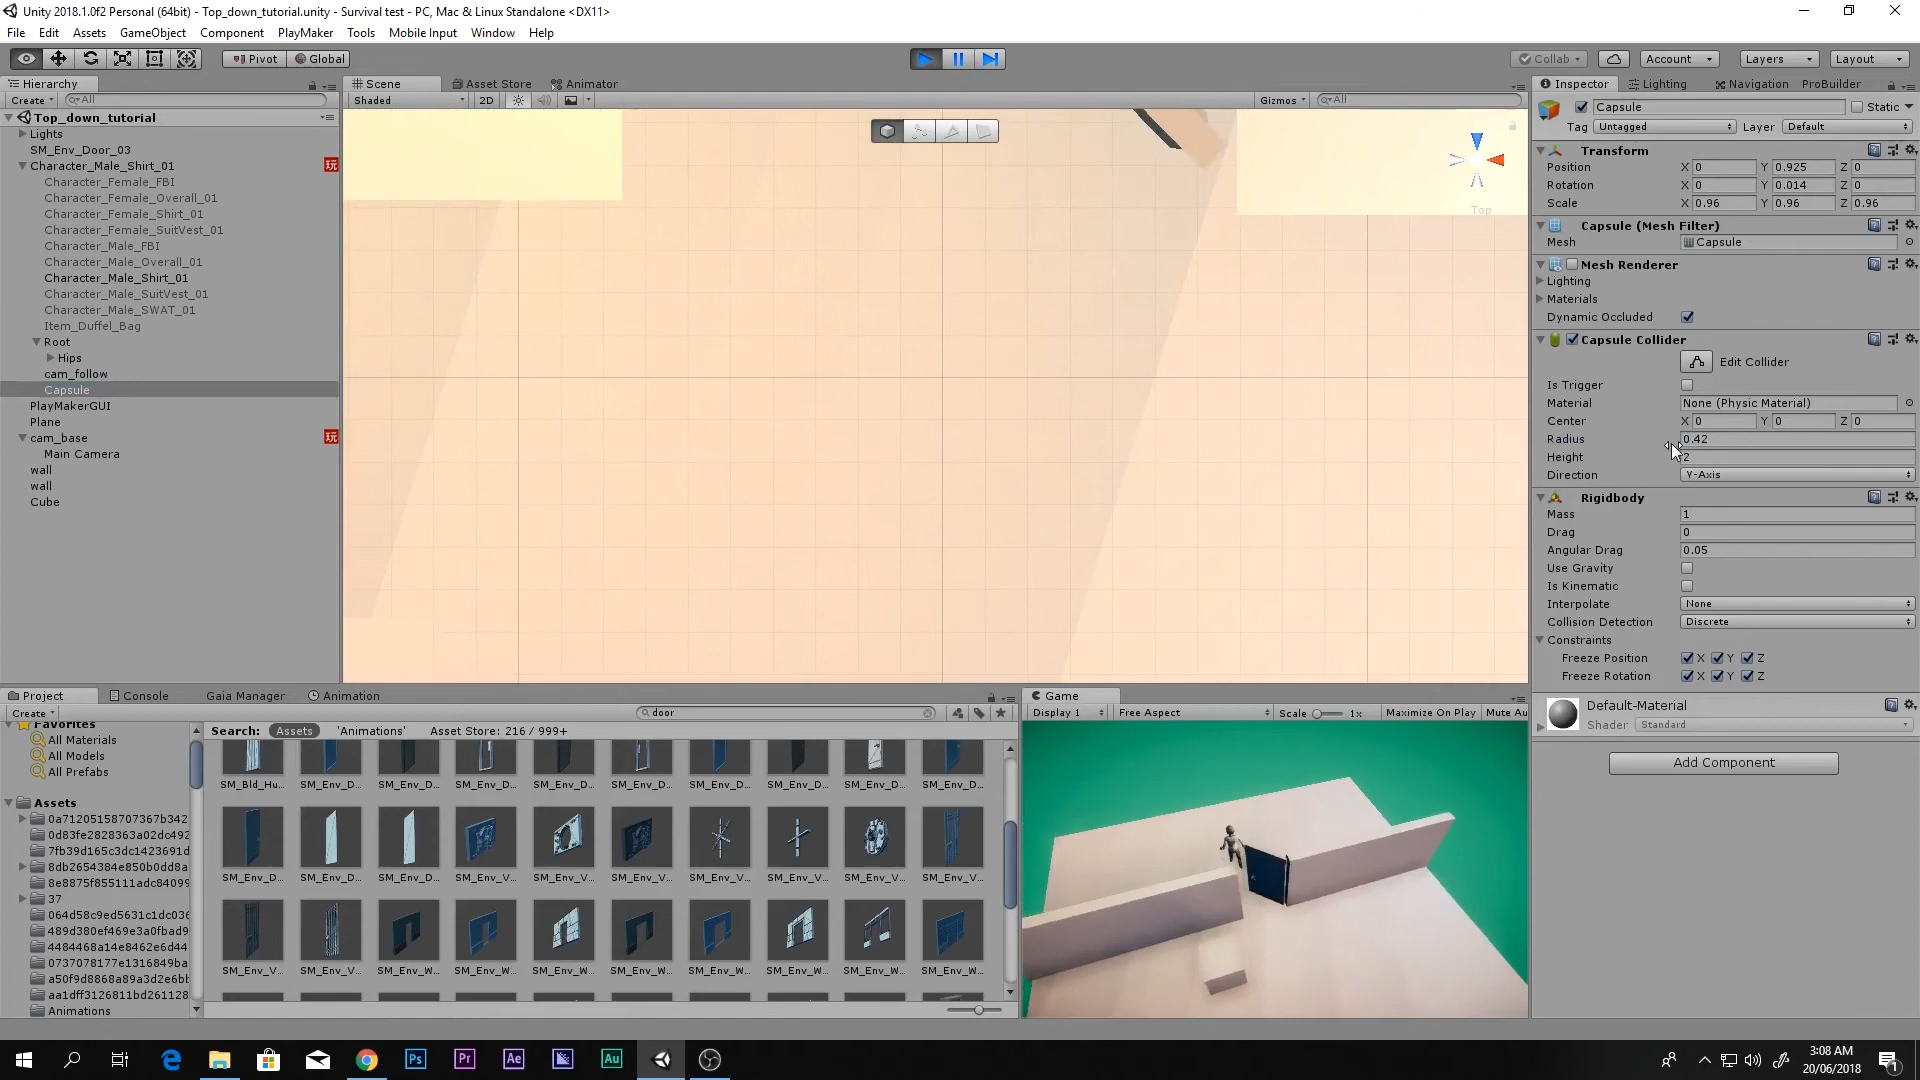 Unity 2018.1.0f2 Personal (64bit) - Top_down_tutorial.unity - Survival test - PC, Mac & Linux Standalone <DX11>
File Edit Assets GameObject Component PlayMaker Tools Mobile Input Window Help
Pivot Global Collab Account Layers Layout
Hierarchy
Create All
Top_down_tutorial
Lights
SM_Env_Door_03
Character_Male_Shirt_01
玩
Character_Female_FBI
Character_Female_Overall_01
Character_Female_Shirt_01
Character_Female_SuitVest_01
Character_Male_FBI
Character_Male_Overall_01
Character_Male_Shirt_01
Character_Male_SuitVest_01
Character_Male_SWAT_01
Item_Duffel_Bag
Root
Hips
cam_follow
Capsule
PlayMakerGUI
Plane
cam_base
玩
Main Camera
wall
wall
Cube
Scene Asset Store Animator
Shaded 2D Gizmos All
Top
Inspector Lighting Navigation ProBuilder
Capsule Static
Tag Untagged Layer Default
Transform
Position X 0 Y 0.925 Z 0
Rotation X 0 Y 0.014 Z 0
Scale X 0.96 Y 0.96 Z 0.96
Capsule (Mesh Filter)
Mesh Capsule
Mesh Renderer
Lighting
Materials
Dynamic Occluded
Capsule Collider
Edit Collider
Is Trigger
Material None (Physic Material)
Center X 0 Y 0 Z 0
Radius 0.42
Height 2
Direction Y-Axis
Rigidbody
Mass 1
Drag 0
Angular Drag 0.05
Use Gravity
Is Kinematic
Interpolate None
Collision Detection Discrete
Constraints
Freeze Position X Y Z
Freeze Rotation X Y Z
Default-Material
Shader Standard
Add Component
Project Console Gaia Manager Animation
Create door
Favorites
All Materials
All Models
All Prefabs
Assets
0a71205158707367b342
0d83fe2828363a02dc492
7fb39d165c3dc1423691d
8db2654384e850b0dd8a
8e8875f855111adc84099
37
064d58c9ed5631c1dc036
489d380ef469e3a0fbad9
4484468a14e8462e6d44
0737078177e1316849ba
a50f9d8868a89a3d2e6bb
aa1dff3126811bd261128
Animations
Search: Assets 'Animations' Asset Store: 216 / 999+
SM_Bld_Hu... SM_Env_D... SM_Env_D... SM_Env_D... SM_Env_D... SM_Env_D... SM_Env_D... SM_Env_D... SM_Env_D... SM_Env_D...
SM_Env_D... SM_Env_D... SM_Env_D... SM_Env_V... SM_Env_V... SM_Env_V... SM_Env_V... SM_Env_V... SM_Env_V... SM_Env_V...
SM_Env_V... SM_Env_V... SM_Env_W... SM_Env_W... SM_Env_W... SM_Env_W... SM_Env_W... SM_Env_W... SM_Env_W... SM_Env_W...
Game
Display 1 Free Aspect Scale 1x Maximize On Play Mute Au
Ps Pr Ae Au
3:08 AM
20/06/2018
1